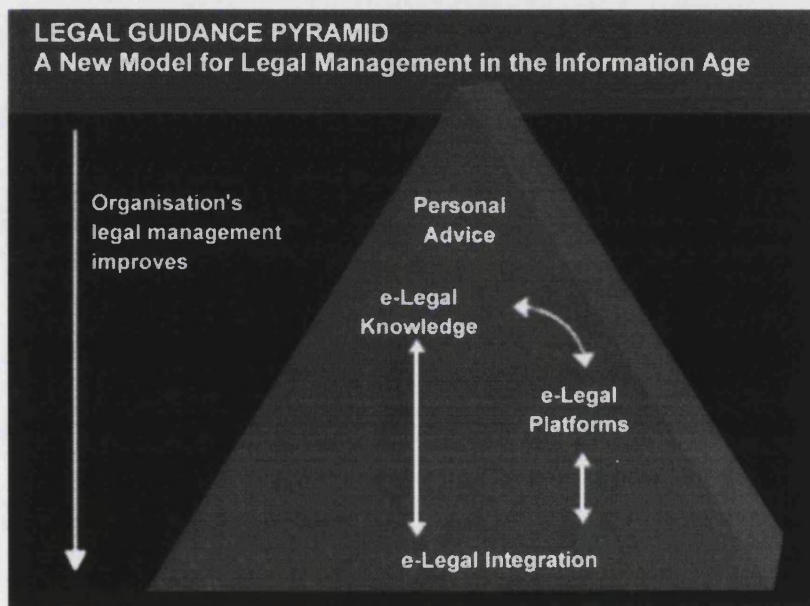 LEGAL GUIDANCE PYRAMID
A New Model for Legal Management in the Information Age
Organisation's
legal management
improves
Personal
Advice
e-Legal
Knowledge
e-Legal
Platforms
e-Legal Integration